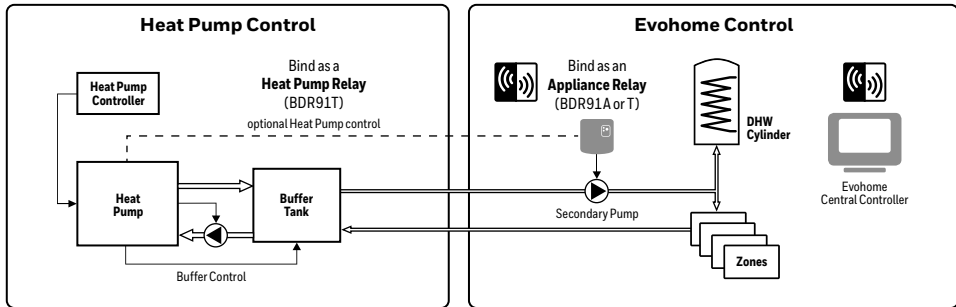 Heat Pump Control
Heat Pump
Controller
Bind as a
Heat Pump Relay
(BDR91T)
optional Heat Pump control
Heat
Pump
Buffer
Tank
Buffer Control
Evohome Control
Bind as an
Appliance Relay
(BDR91A or T)
Secondary Pump
DHW
Cylinder
Zones
Evohome
Central Controller